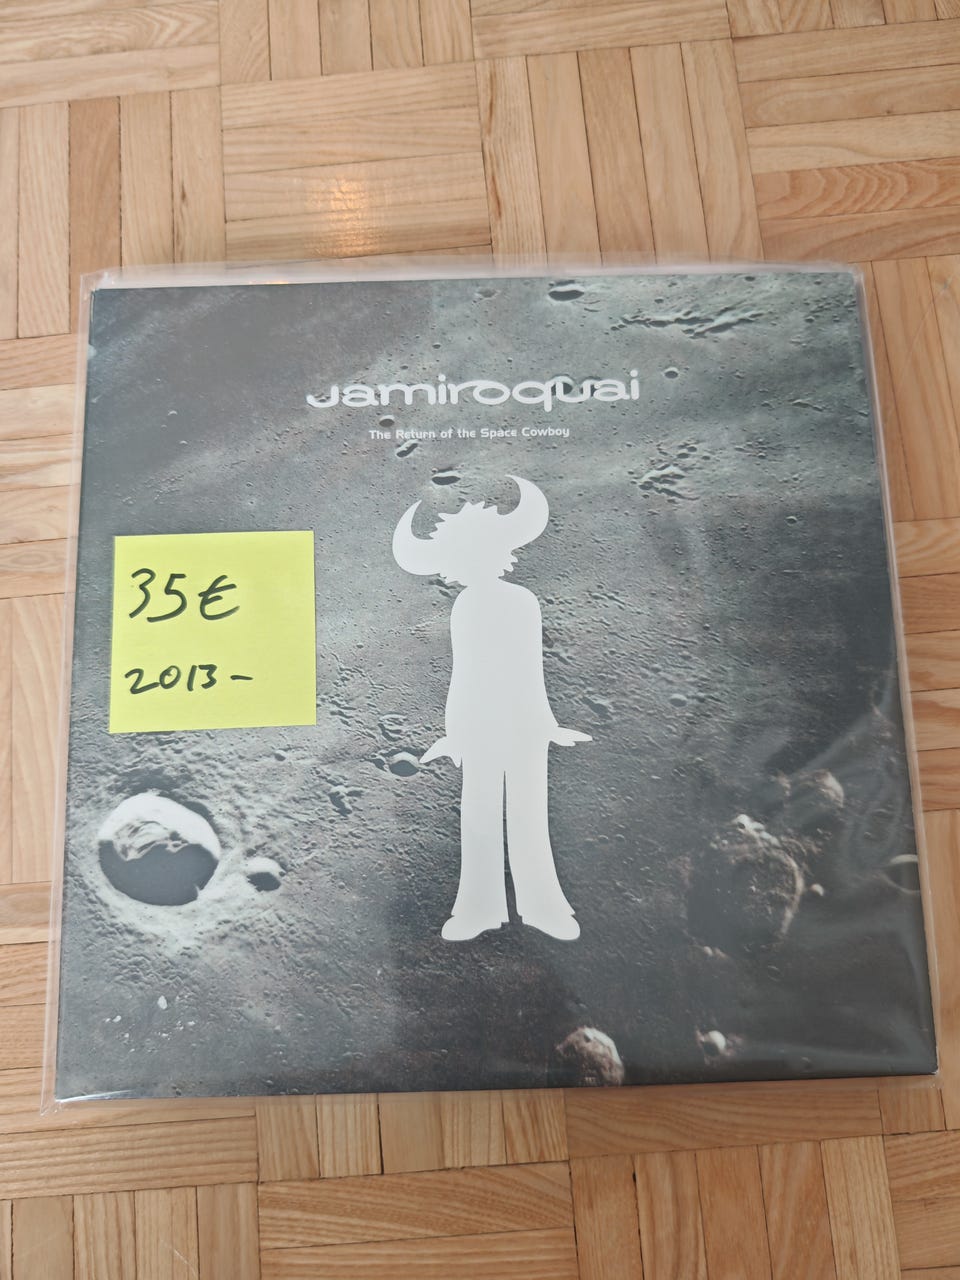 Jamiroquai
The Return of the Space Cowboy
35€
2013-